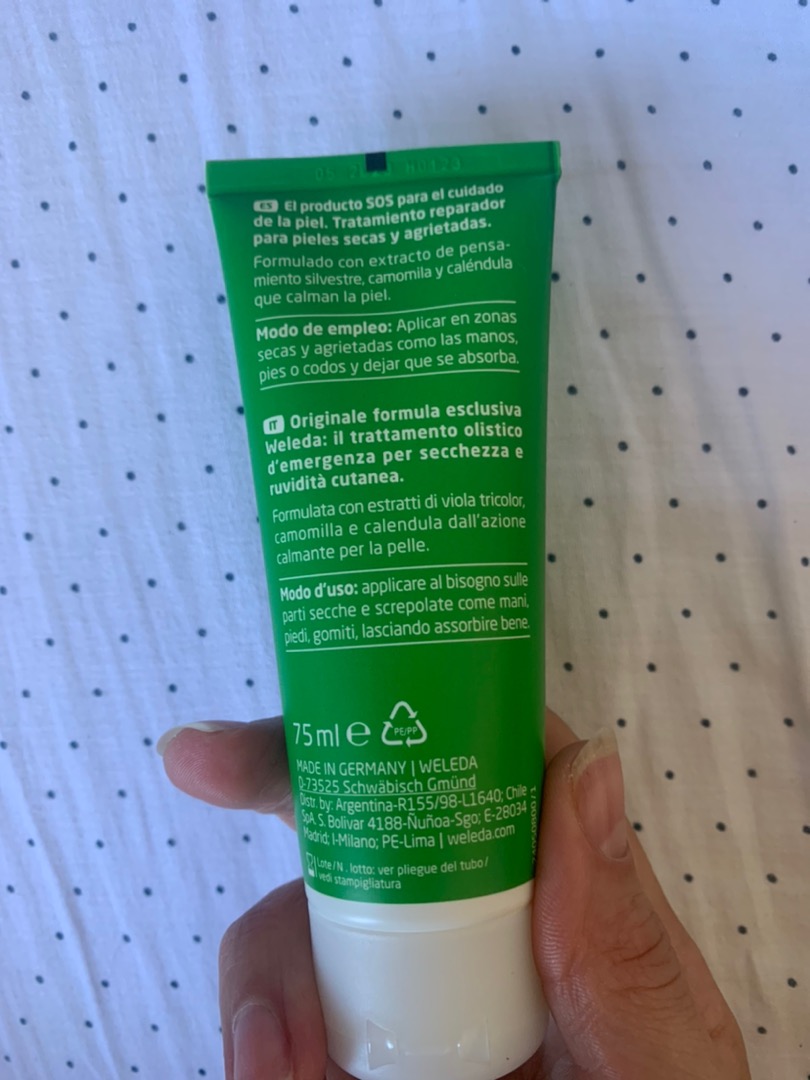 05 H0123
ES El producto SOS para el cuidado
de la piel. Tratamiento reparador
para pieles secas y agrietadas.
Formulado con extracto de pensa-
miento silvestre, camomila y caléndula
que calman la piel.
Modo de empleo: Aplicar en zonas
secas y agrietadas como las manos,
pies o codos y dejar que se absorba.
IT Originale formula esclusiva
Weleda: il trattamento olistico
d'emergenza per secchezza e
ruvidità cutanea.
Formulata con estratti di viola tricolor,
camomilla e calendula dall'azione
calmante per la pelle.
Modo d'uso: applicare al bisogno sulle
parti secche e screpolate come mani,
piedi, gomiti, lasciando assorbire bene.
75 ml e PE/PP
MADE IN GERMANY | WELEDA
D-73525 Schwäbisch Gmünd
Distr. by: Argentina-R155/98-L1640; Chile
SpA. S. Bolivar 4188-Ñuñoa-Sgo; E-28034
Madrid; I-Milano; PE-Lima | weleda.com
Lote/N. lotto: ver pliegue del tubo/
vedi stampigliatura